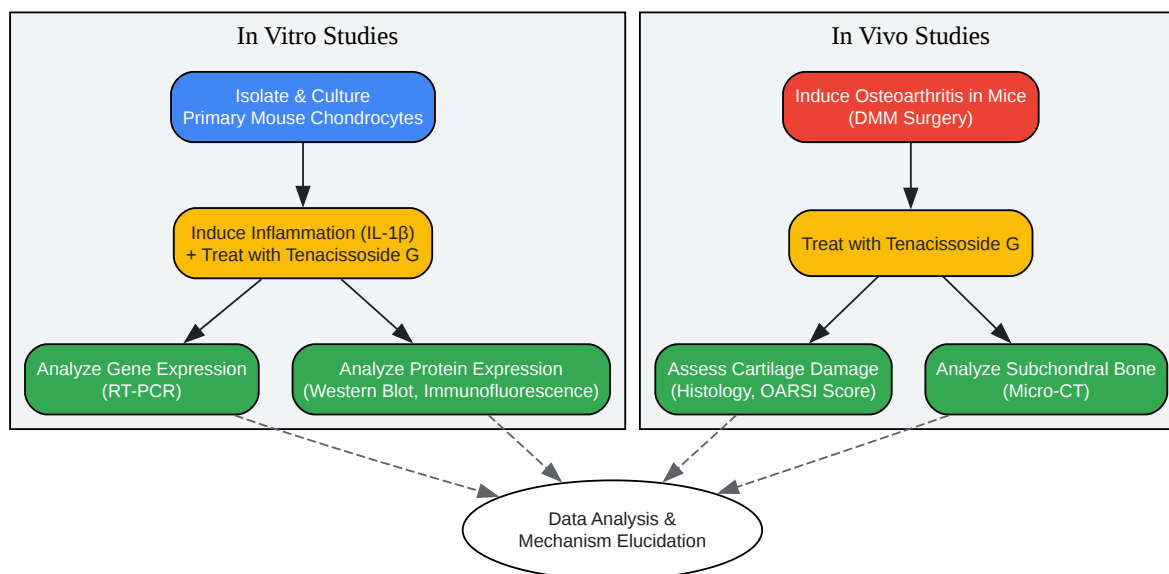 In Vitro Studies
Isolate & Culture
Primary Mouse Chondrocytes
Induce Inflammation (IL-1β)
+ Treat with Tenacissoside G
Analyze Gene Expression
(RT-PCR)
Analyze Protein Expression
(Western Blot, Immunofluorescence)
In Vivo Studies
Induce Osteoarthritis in Mice
(DMM Surgery)
Treat with Tenacissoside G
Assess Cartilage Damage
(Histology, OARSI Score)
Analyze Subchondral Bone
(Micro-CT)
Data Analysis &
Mechanism Elucidation